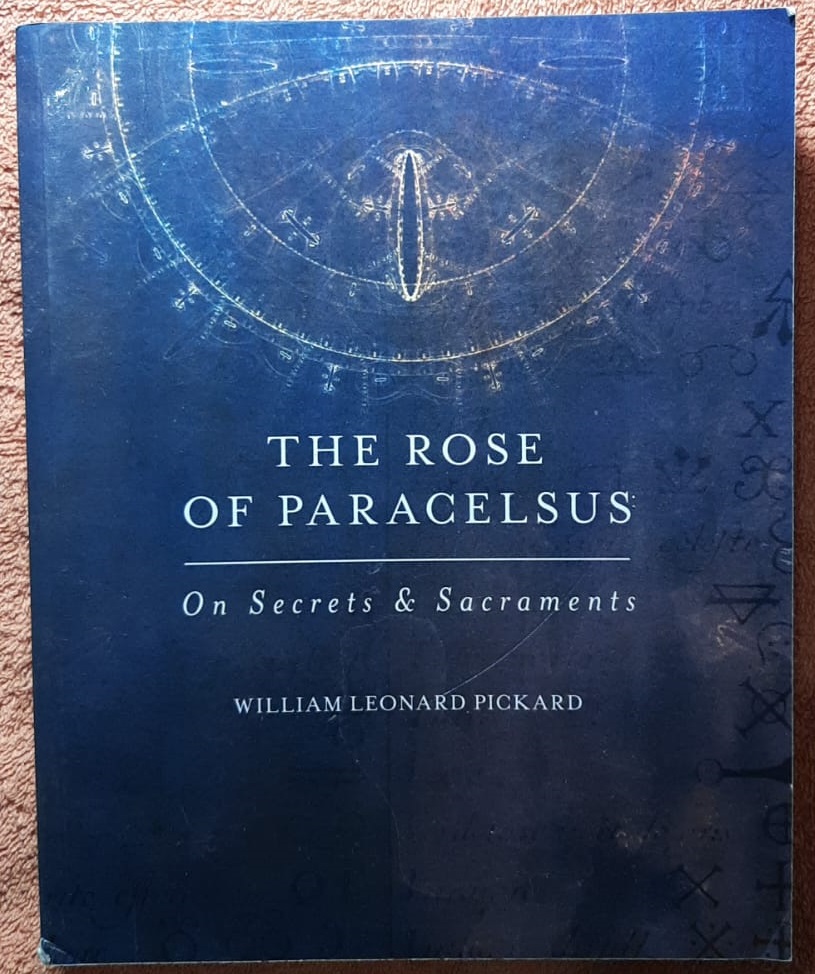 THE ROSE
OF PARACELSUS
On Secrets & Sacraments
WILLIAM LEONARD PICKARD